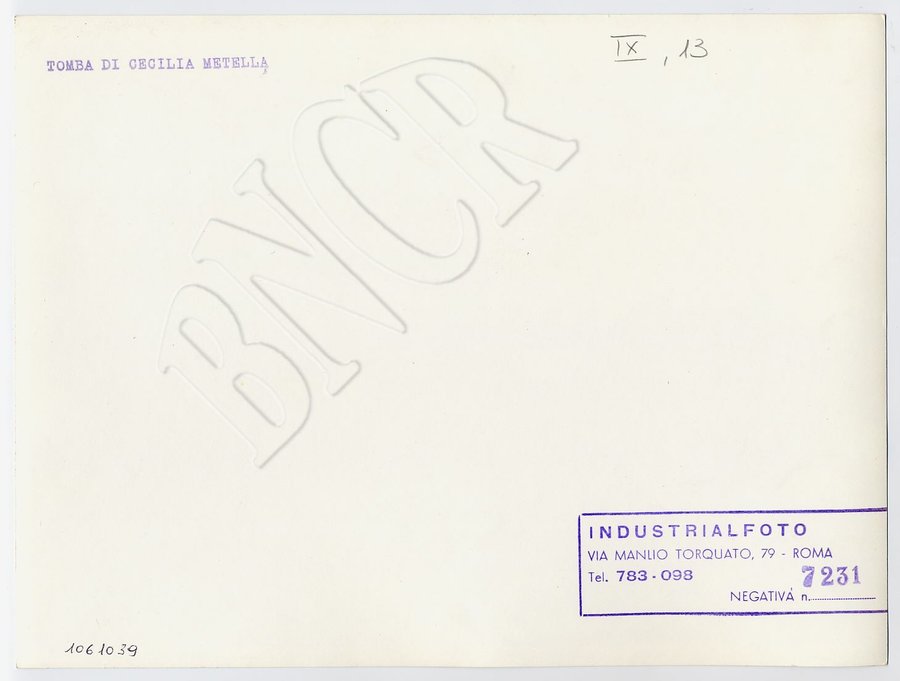 TOMBA DI CECILIA METELLA
IX, 13
BNCR
INDUSTRIALFOTO
VIA MANLIO TORQUATO, 79 - ROMA
Tel. 783-098
NEGATIVA n. 7231
1061039